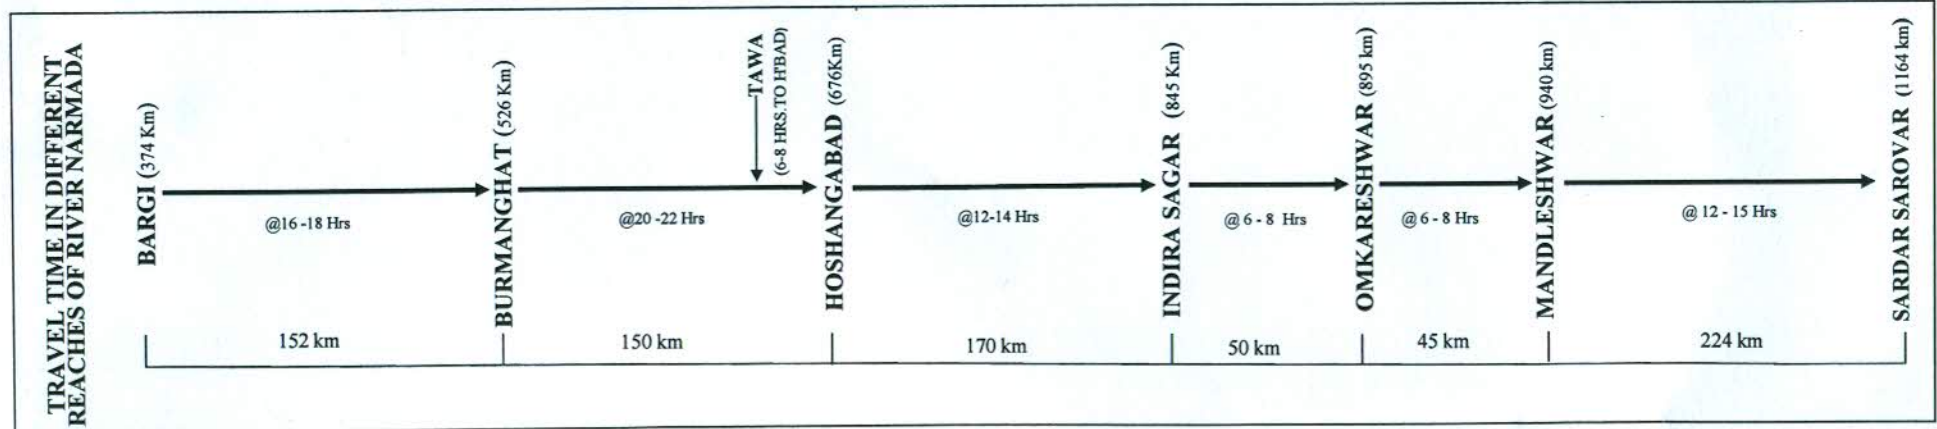 TRAVEL TIME IN DIFFERENT
REACHES OF RIVER NARMADA
BARGI (374 Km)
@16 -18 Hrs
BURMANGHAT (526 Km)
@20 -22 Hrs
TAWA
(6-8 HRS.TO H'BAD)
HOSHANGABAD (676Km)
@12-14 Hrs
INDIRA SAGAR (845 Km)
@ 6 - 8 Hrs
OMKARESHWAR (895 km)
@ 6 - 8 Hrs
MANDLESHWAR (940 km)
@ 12 - 15 Hrs
SARDAR SAROVAR (1164 km)
152 km
150 km
170 km
50 km
45 km
224 km